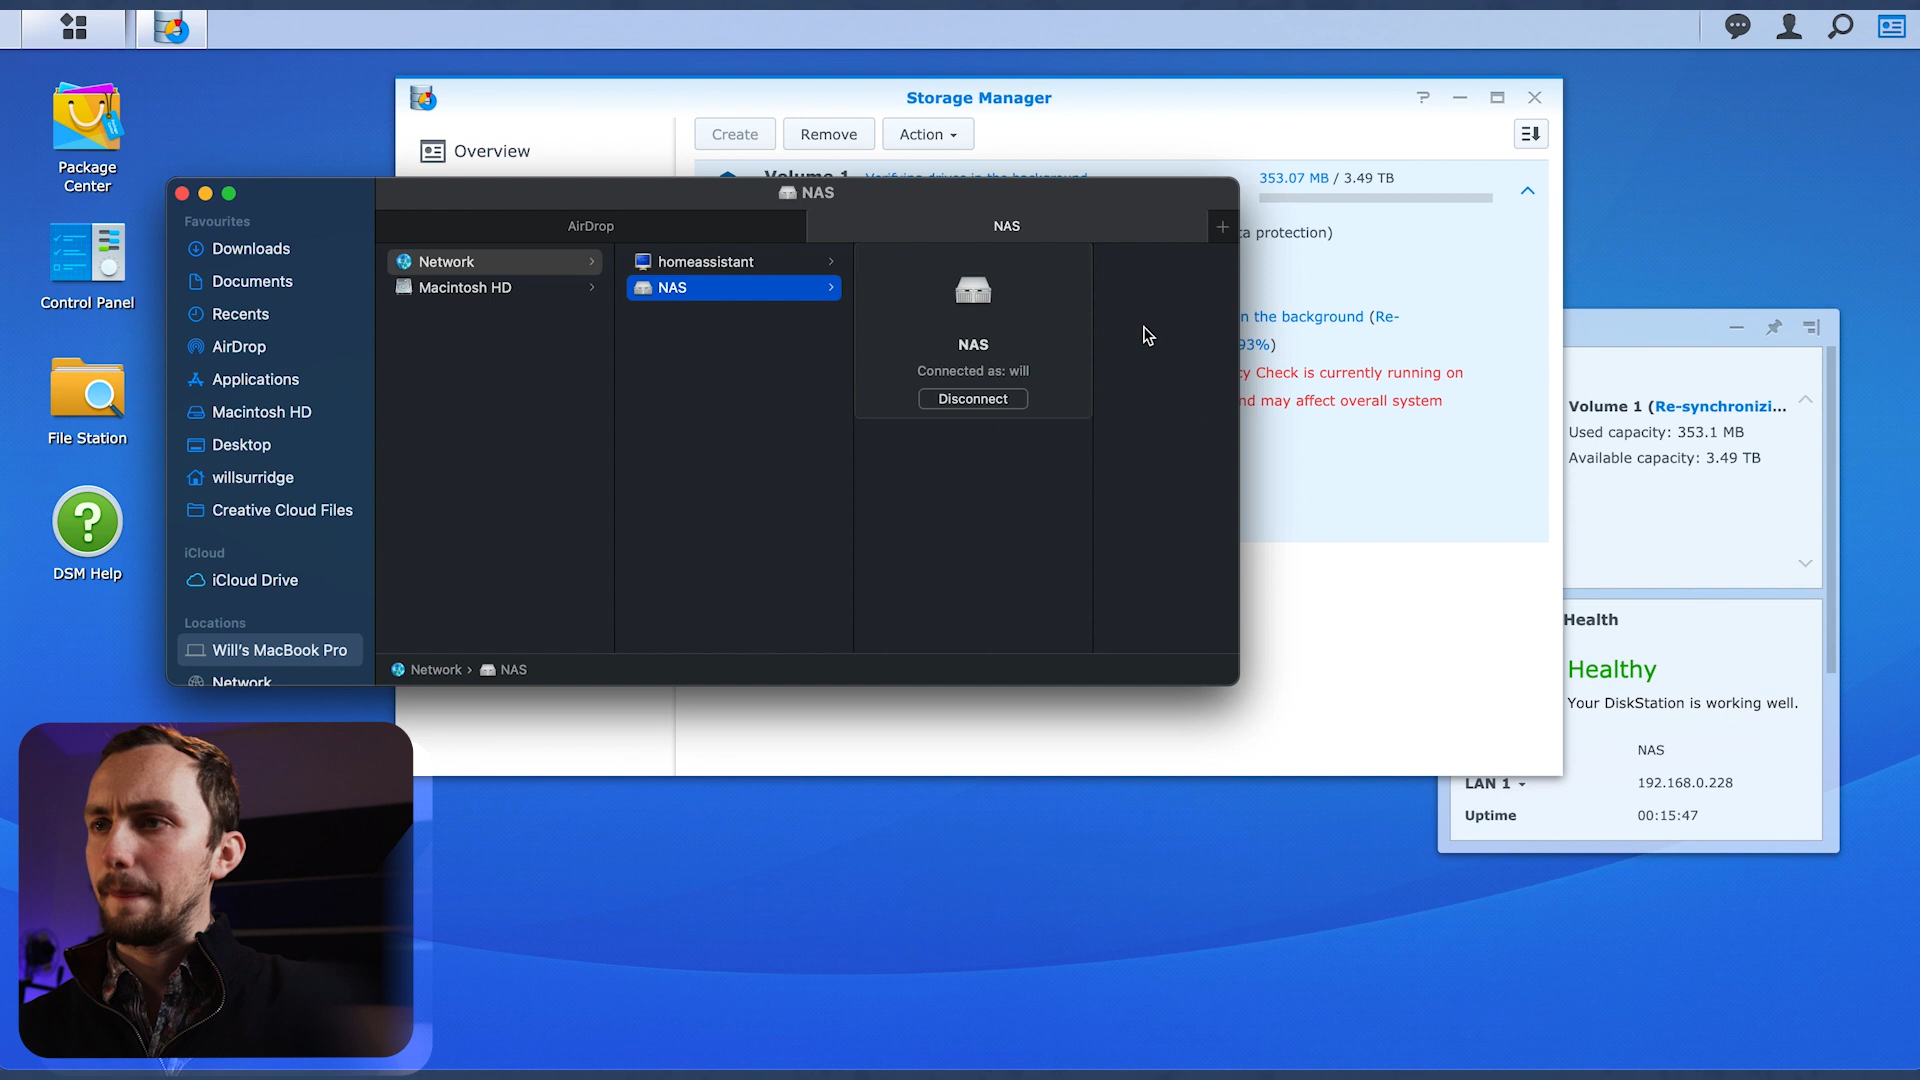 Storage Manager
Package
Center
Control Panel
File Station
DSM Help
Overview
Create
Remove
Action
353.07 MB / 3.49 TB
ta protection)
n the background (Re-
93%)
cy Check is currently running on
nd may affect overall system
NAS
AirDrop
NAS
Favourites
Downloads
Documents
Recents
AirDrop
Applications
Macintosh HD
Desktop
willsurridge
Creative Cloud Files
iCloud
iCloud Drive
Locations
Will's MacBook Pro
Network
Network
Macintosh HD
homeassistant
NAS
NAS
Connected as: will
Disconnect
Network › NAS
Volume 1 (Re-synchronizi...
Used capacity: 353.1 MB
Available capacity: 3.49 TB
Health
Healthy
Your DiskStation is working well.
NAS
LAN 1
192.168.0.228
Uptime
00:15:47